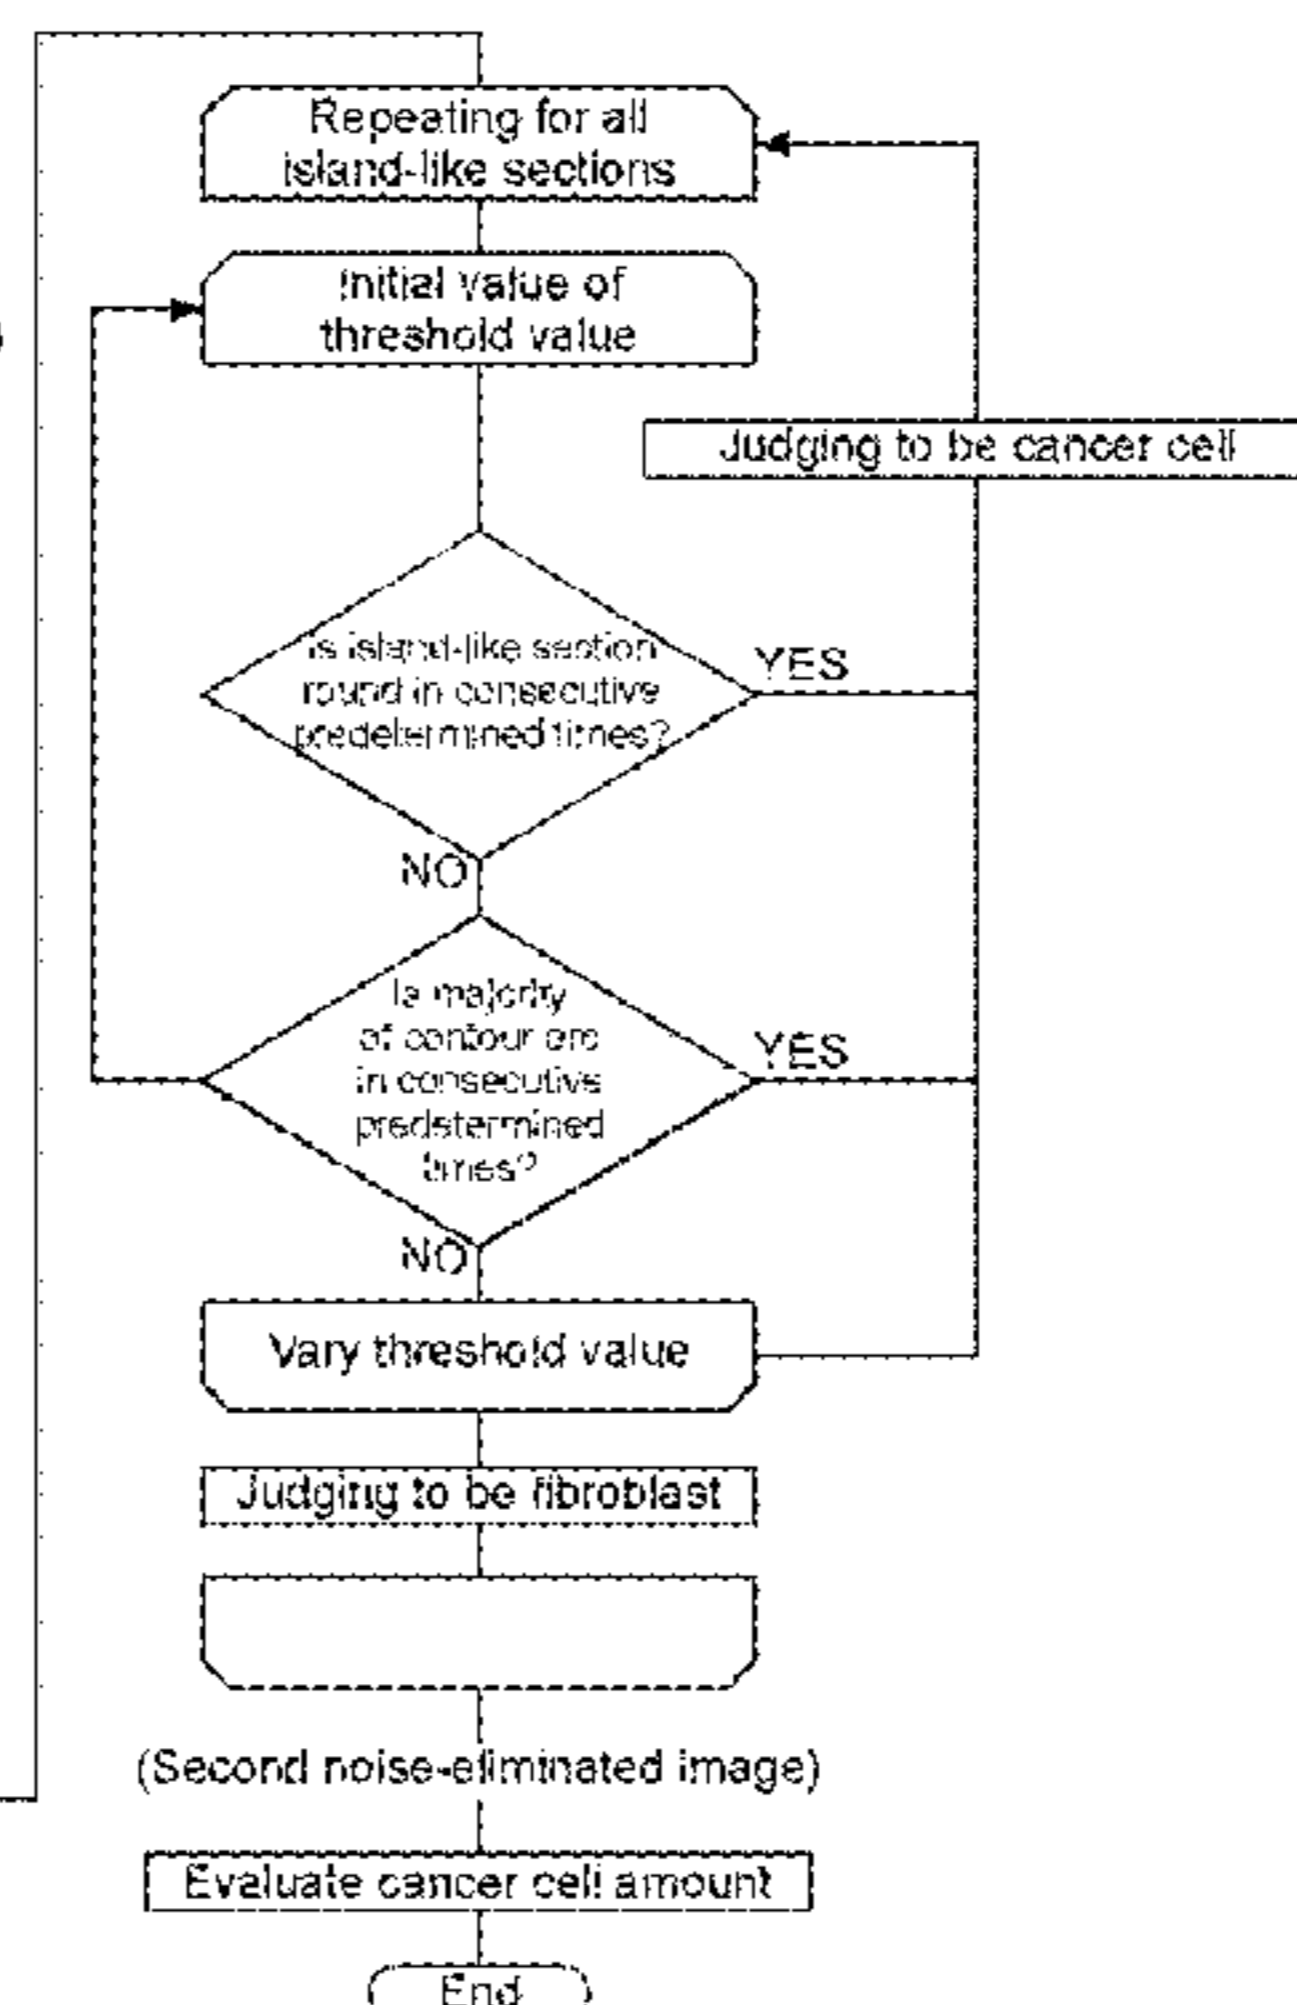 Repeating for all
island-like sections
Initial value of
threshold value
Judging to be cancer cell
Is island-like section
round in consecutive
predetermined times?
YES
NO
Is majority
of contour are
in consecutive
predetermined
times?
YES
NO
Vary threshold value
Judging to be fibroblast
(Second noise-eliminated image)
Evaluate cancer cell amount
End